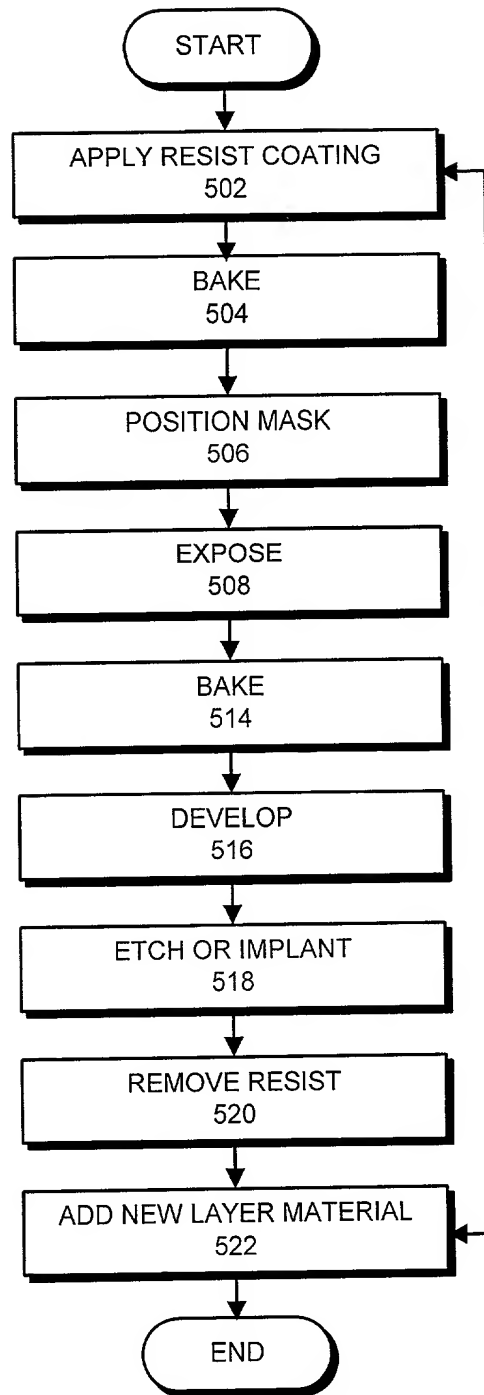 START
APPLY RESIST COATING
502
BAKE
504
POSITION MASK
506
EXPOSE
508
BAKE
514
DEVELOP
516
ETCH OR IMPLANT
518
REMOVE RESIST
520
ADD NEW LAYER MATERIAL
522
END